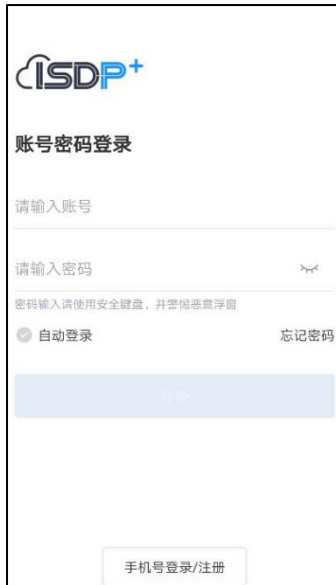 ISDP+
账号密码登录
请输入账号
请输入密码
密码输入请使用安全键盘，并警惕恶意浮窗
自动登录 忘记密码
登录
手机号登录/注册